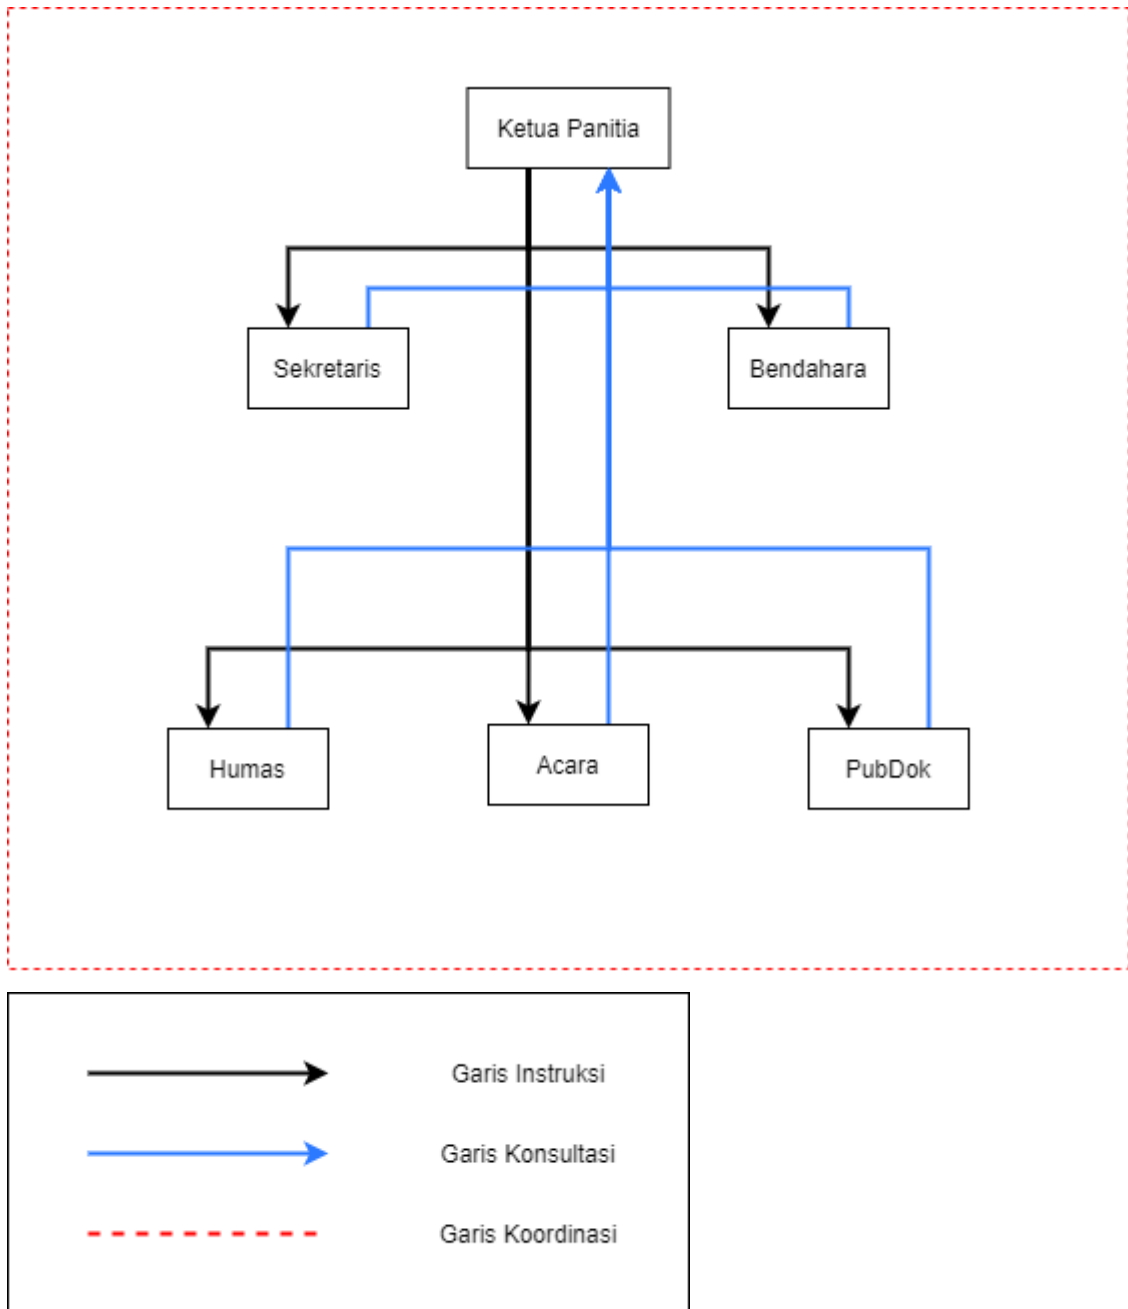 Ketua Panitia
Sekretaris
Bendahara
Humas
Acara
PubDok
Garis Instruksi
Garis Konsultasi
Garis Koordinasi